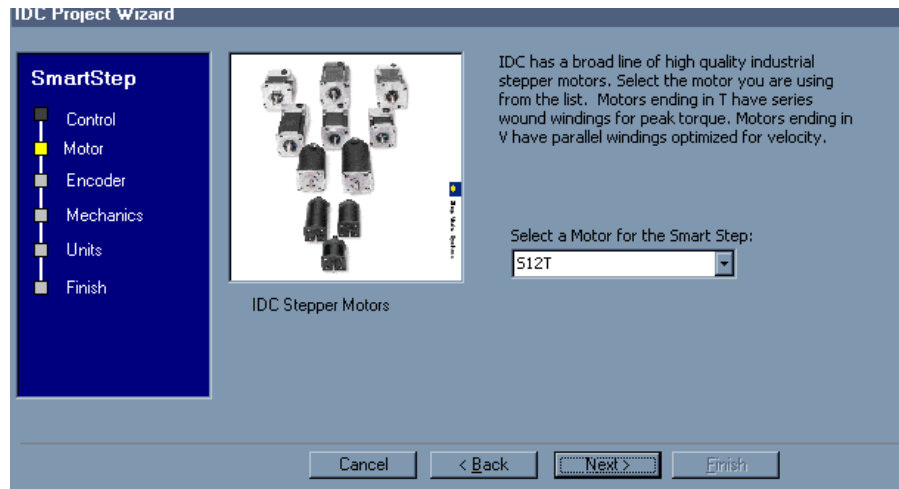 IDC Project Wizard
SmartStep
Control
Motor
Encoder
Mechanics
Units
Finish
IDC Stepper Motors
IDC has a broad line of high quality industrial
stepper motors. Select the motor you are using
from the list. Motors ending in T have series
wound windings for peak torque. Motors ending in
V have parallel windings optimized for velocity.
Select a Motor for the Smart Step:
S12T
Cancel
< Back
Next >
Finish